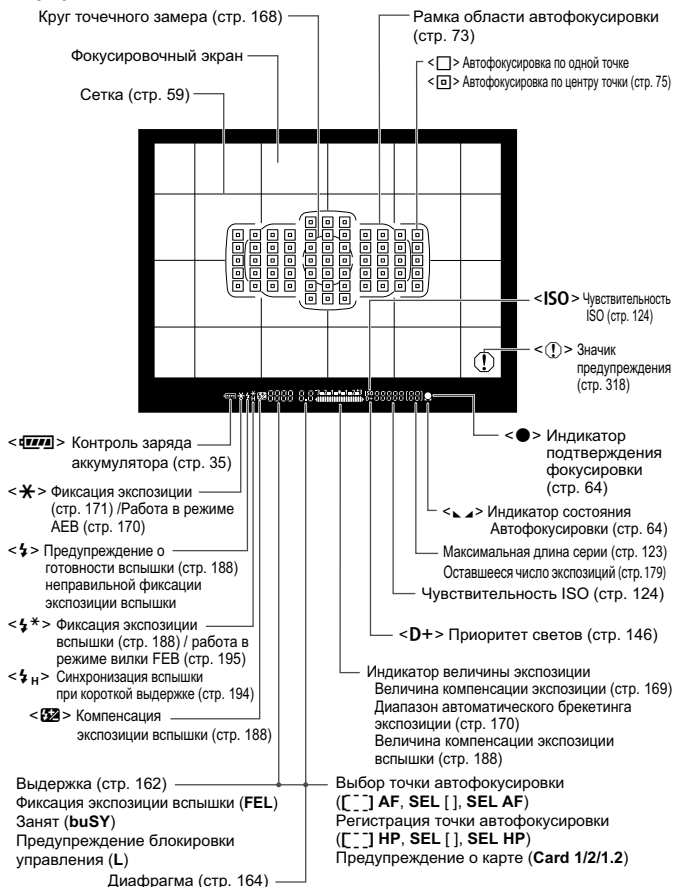 Круг точечного замера (стр. 168)
Фокусировочный экран
Сетка (стр. 59)
Рамка области автофокусировки
(стр. 73)
< > Автофокусировка по одной точке
< > Автофокусировка по центру точки (стр. 75)
<ISO> Чувствительность
ISO (стр. 124)
< > Значик
предупреждения
(стр. 318)
< > Контроль заряда
аккумулятора (стр. 35)
<✱> Фиксация экспозиции
(стр. 171) /Работа в режиме
AEB (стр. 170)
< > Предупреждение о
готовности вспышки (стр. 188)
неправильной фиксации
экспозиции вспышки
< * > Фиксация экспозиции
вспышки (стр. 188) / работа в
режиме вилки FEB (стр. 195)
< H > Синхронизация вспышки
при короткой выдержке (стр. 194)
< > Компенсация
экспозиции вспышки (стр. 188)
<●> Индикатор
подтверждения
фокусировки
(стр. 64)
< > Индикатор состояния
Автофокусировки (стр. 64)
Максимальная длина серии (стр. 123)
Оставшееся число экспозиций (стр.179)
Чувствительность ISO (стр. 124)
<D+> Приоритет светов (стр. 146)
Индикатор величины экспозиции
Величина компенсации экспозиции (стр. 169)
Диапазон автоматического брекетинга
экспозиции (стр. 170)
Величина компенсации экспозиции
вспышки (стр. 188)
Выдержка (стр. 162)
Фиксация экспозиции вспышки (FEL)
Занят (buSY)
Предупреждение блокировки
управления (L)
Диафрагма (стр. 164)
Выбор точки автофокусировки
([ ] AF, SEL [ ], SEL AF)
Регистрация точки автофокусировки
([ ] HP, SEL [ ], SEL HP)
Предупреждение о карте (Card 1/2/1.2)